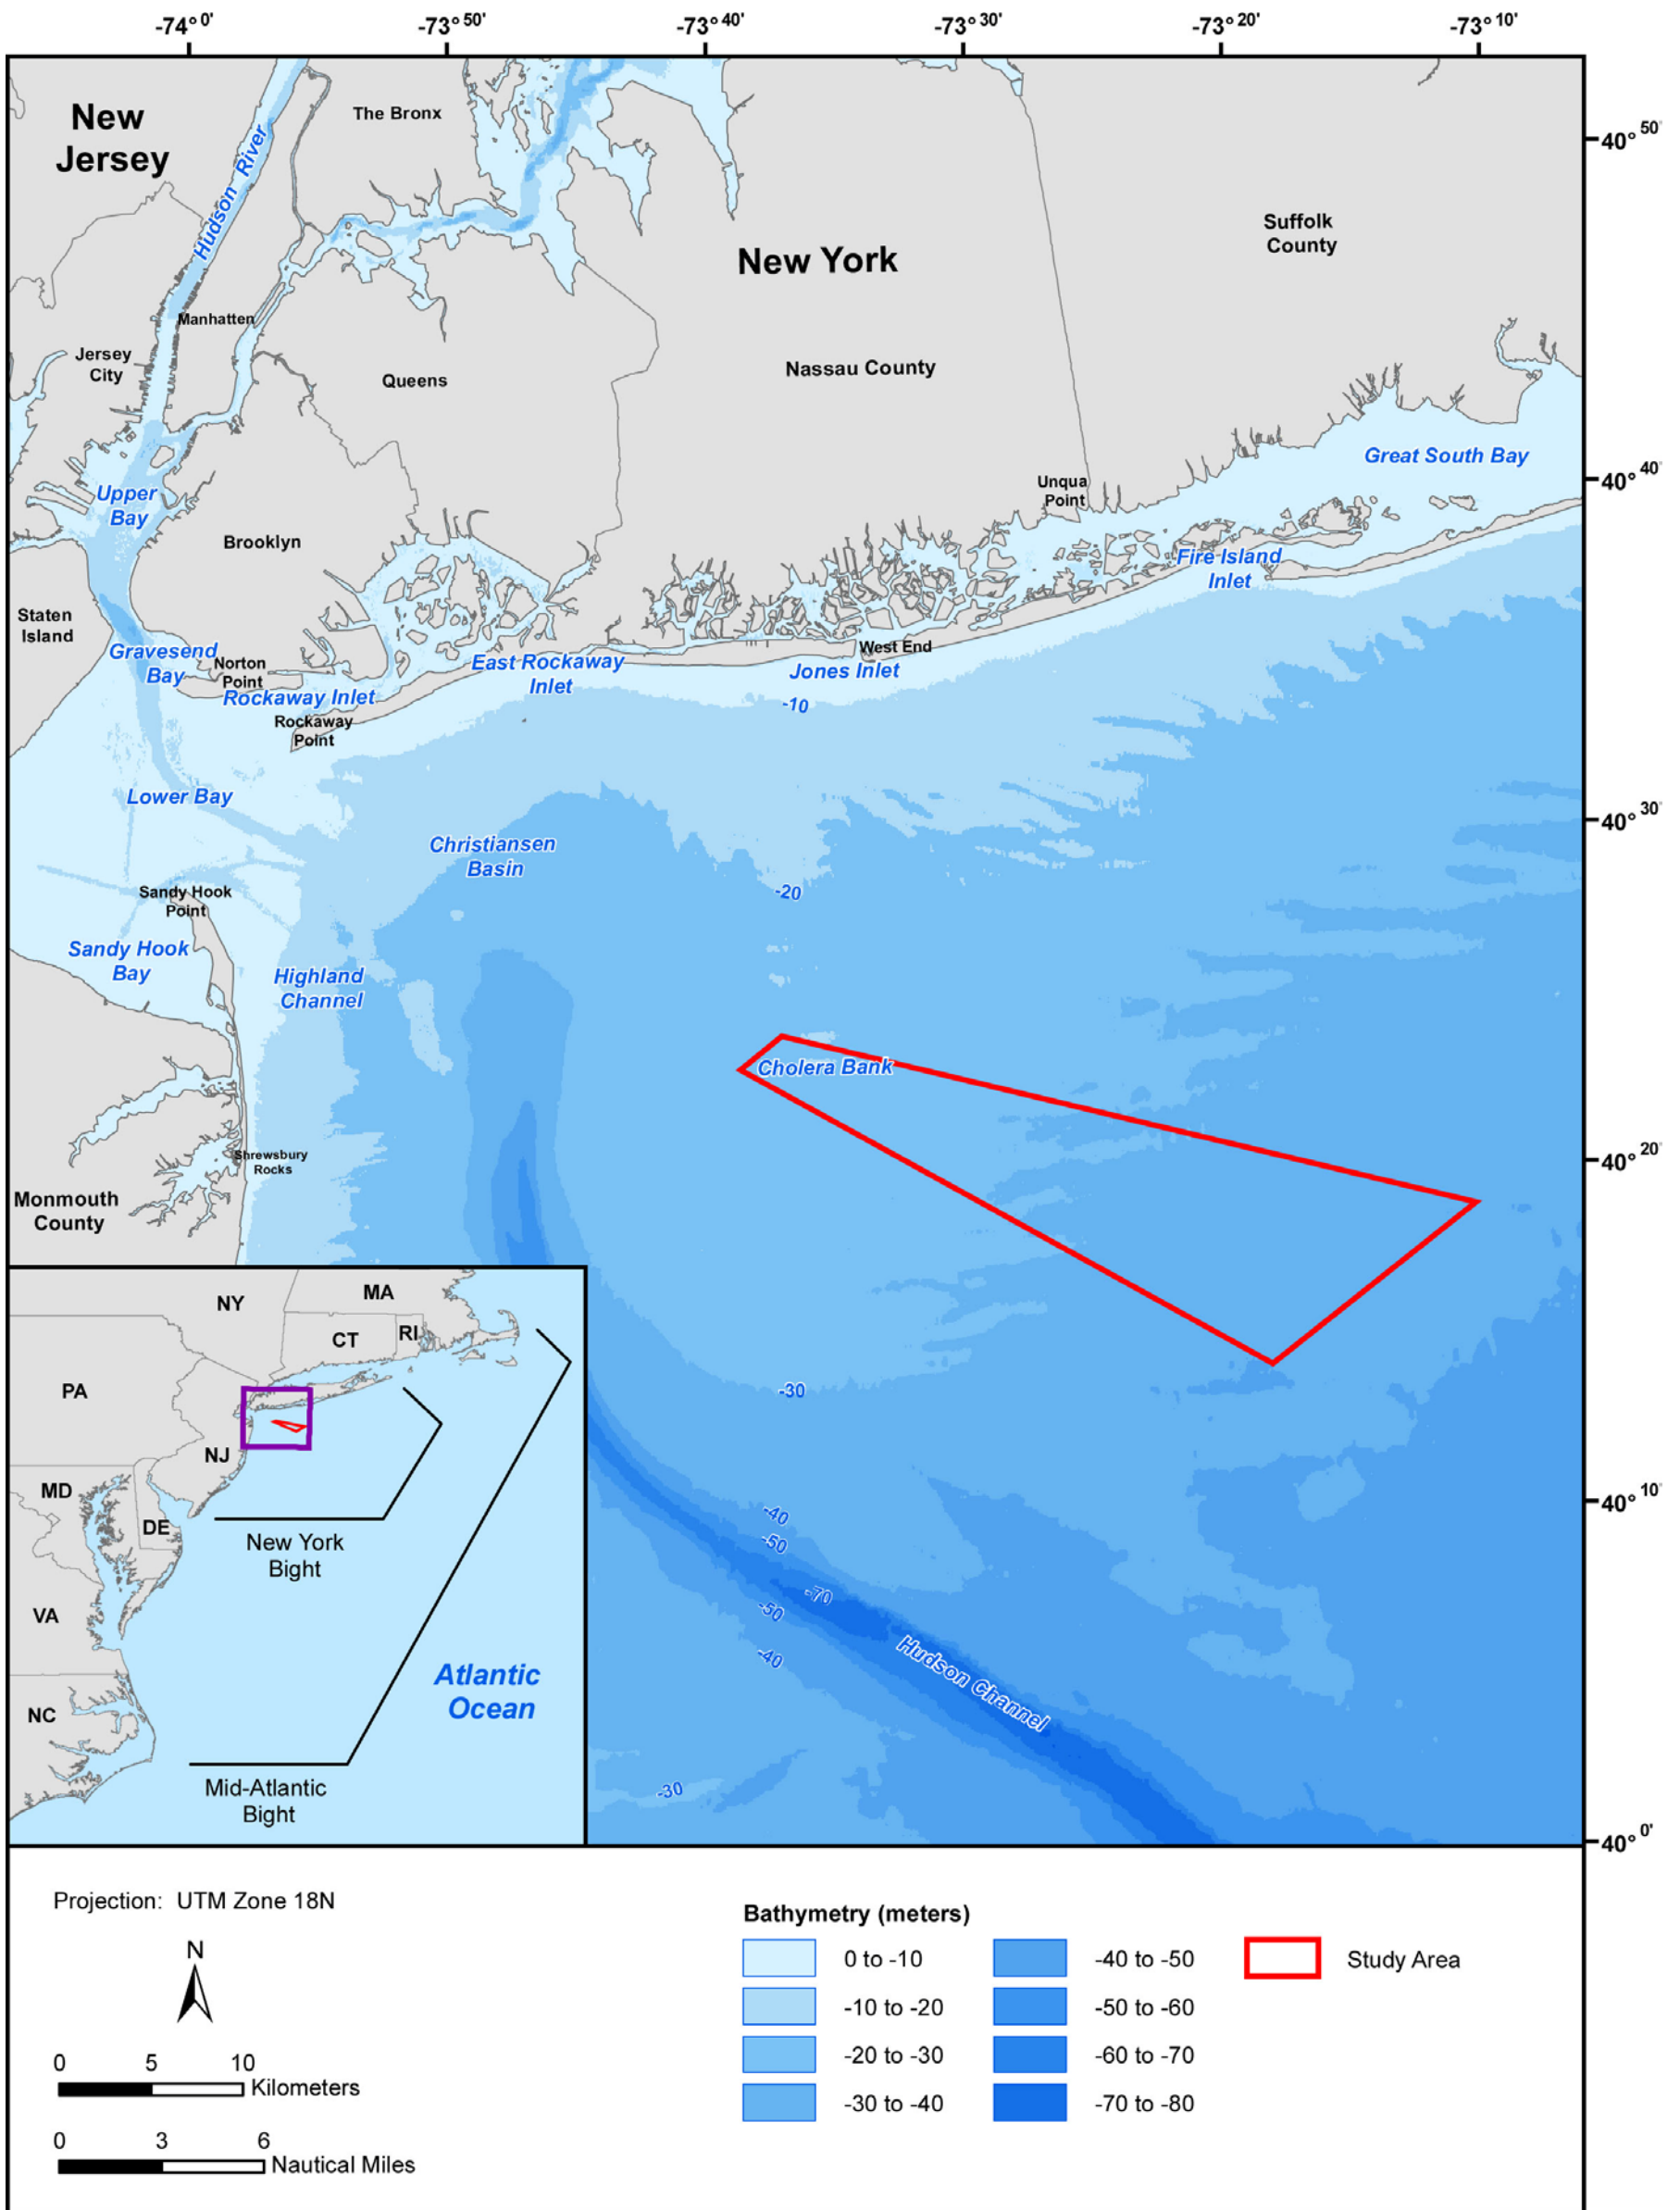 -74° 0'
-73° 50'
-73° 40'
-73° 30'
-73° 20'
-73° 10'
New
Jersey
Hudson River
The Bronx
40° 50'
New York
Suffolk
County
Manhatten
Jersey
City
Queens
Nassau County
Great South Bay
40° 40'
Upper
Bay
Brooklyn
Unqua
Point
Fire Island
Inlet
Staten
Island
Gravesend
Bay
Norton
Point
Rockaway Inlet
Rockaway
Point
East Rockaway
Inlet
West End
Jones Inlet
-10
Lower Bay
40° 30'
Christiansen
Basin
-20
Sandy Hook
Point
Sandy Hook
Bay
Highland
Channel
Cholera Bank
Shrewsbury
Rocks
40° 20'
Monmouth
County
-30
40° 10'
-40
-50
-70
-50
-40
Hudson Channel
-30
40° 0'
NY
MA
CT
RI
PA
NJ
MD
DE
New York
Bight
VA
Atlantic
Ocean
NC
Mid-Atlantic
Bight
Projection: UTM Zone 18N
N
0 5 10
Kilometers
0 3 6
Nautical Miles
Bathymetry (meters)
0 to -10
-10 to -20
-20 to -30
-30 to -40
-40 to -50
-50 to -60
-60 to -70
-70 to -80
Study Area